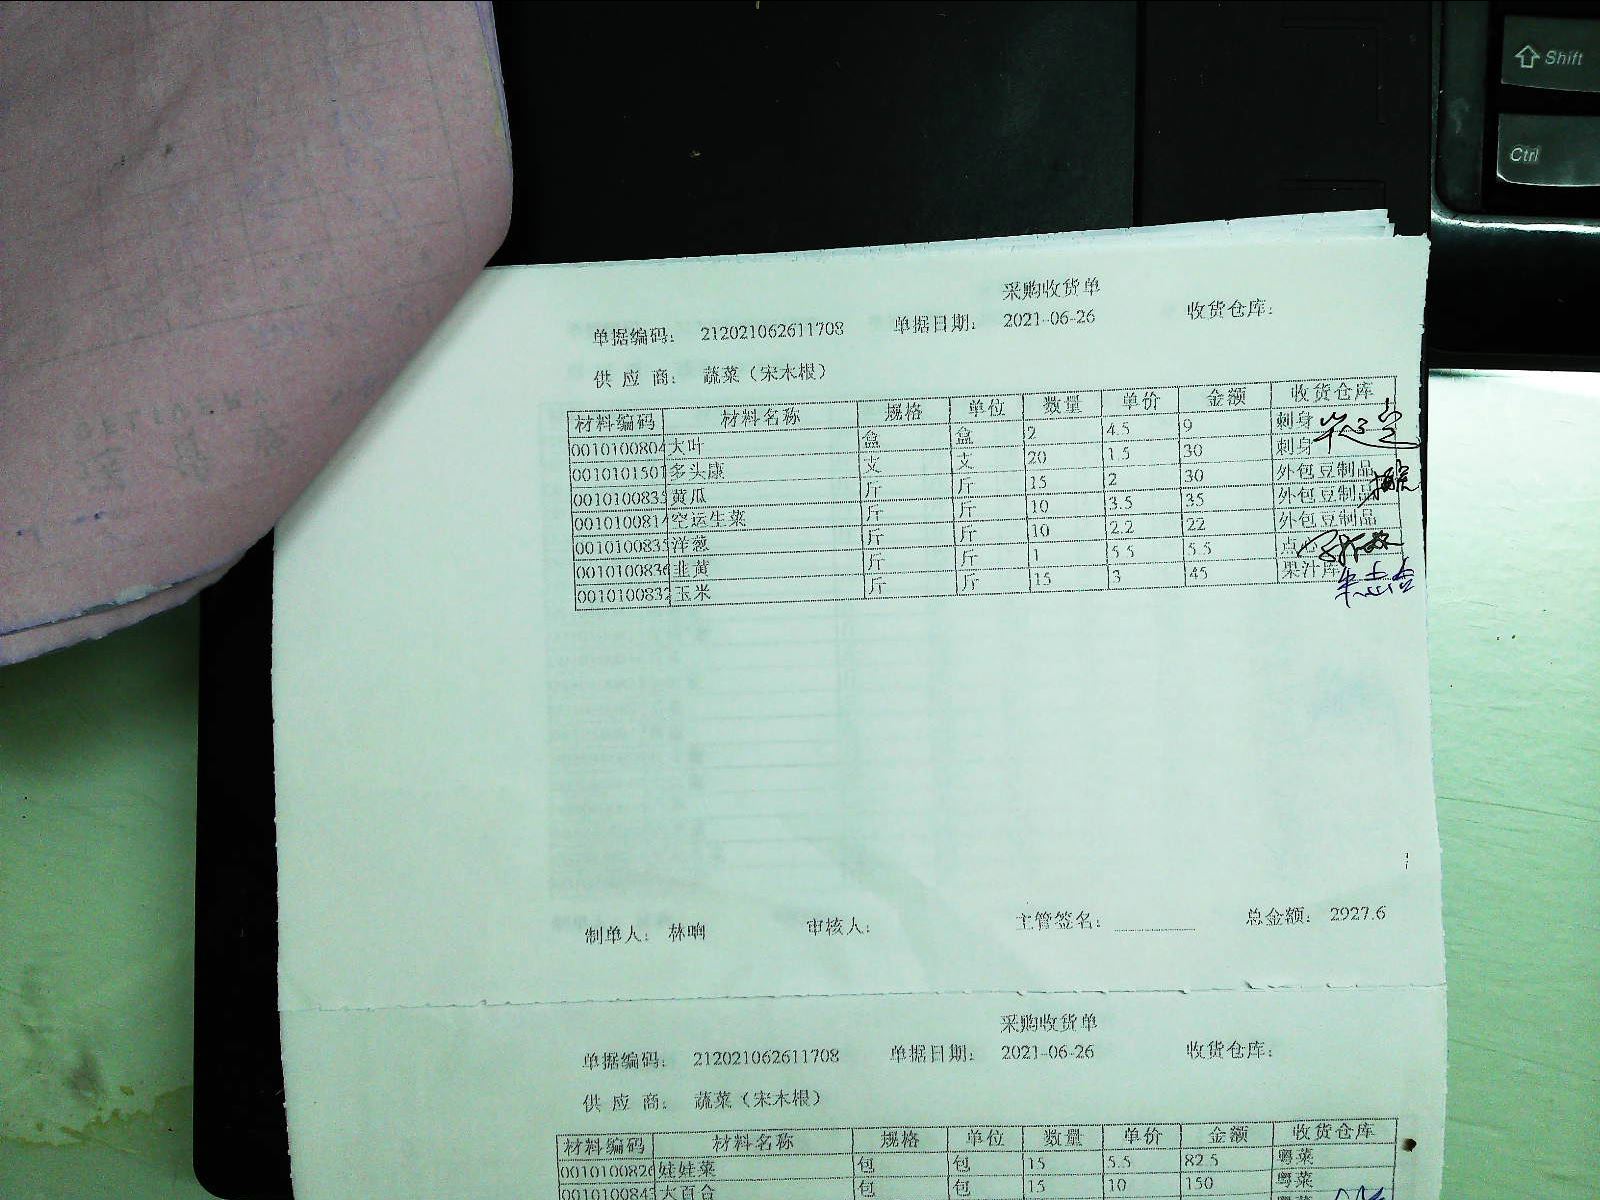 Shift
Ctrl
采购收货单
单据编码： 212021062611708 单据日期： 2021-06-26 收货仓库：
供 应 商： 蔬菜（宋木根）
材料编码 材料名称 规格 单位 数量 单价 金额 收货仓库
0010100804 大叶 盒 盒 2 4.5 9 刺身
0010101501 多头康 支 支 20 1.5 30 刺身
0010100835 黄瓜 斤 斤 15 2 30 外包豆制品
0010100814 空运生菜 斤 斤 10 3.5 35 外包豆制品
0010100835 洋葱 斤 斤 10 2.2 22 外包豆制品
0010100836 韭黄 斤 斤 1 5.5 5.5 点
0010100832 玉米 斤 斤 15 3 45 果汁库
制单人： 林响 审核人： 主管签名： 总金额： 2927.6
采购收货单
单据编码： 212021062611708 单据日期： 2021-06-26 收货仓库：
供 应 商： 蔬菜（宋木根）
材料编码 材料名称 规格 单位 数量 单价 金额 收货仓库
0010100826 娃娃菜 包 包 15 5.5 82.5 粤菜
0010100843 大百合 包 包 15 10 150 粤菜